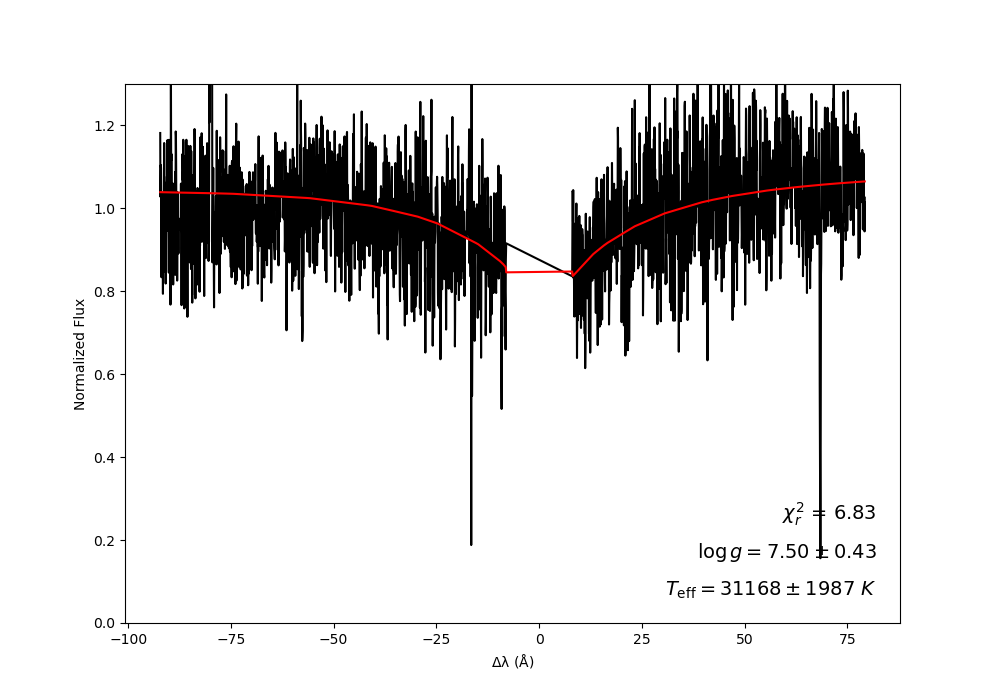 1.2
1.0
0.8
0.6
0.4
0.2
0.0
Normalized Flux
χ²ᵣ = 6.83
log g = 7.50 ± 0.43
T_eff = 31168 ± 1987 K
−100 −75 −50 −25 0 25 50 75
Δλ (Å)